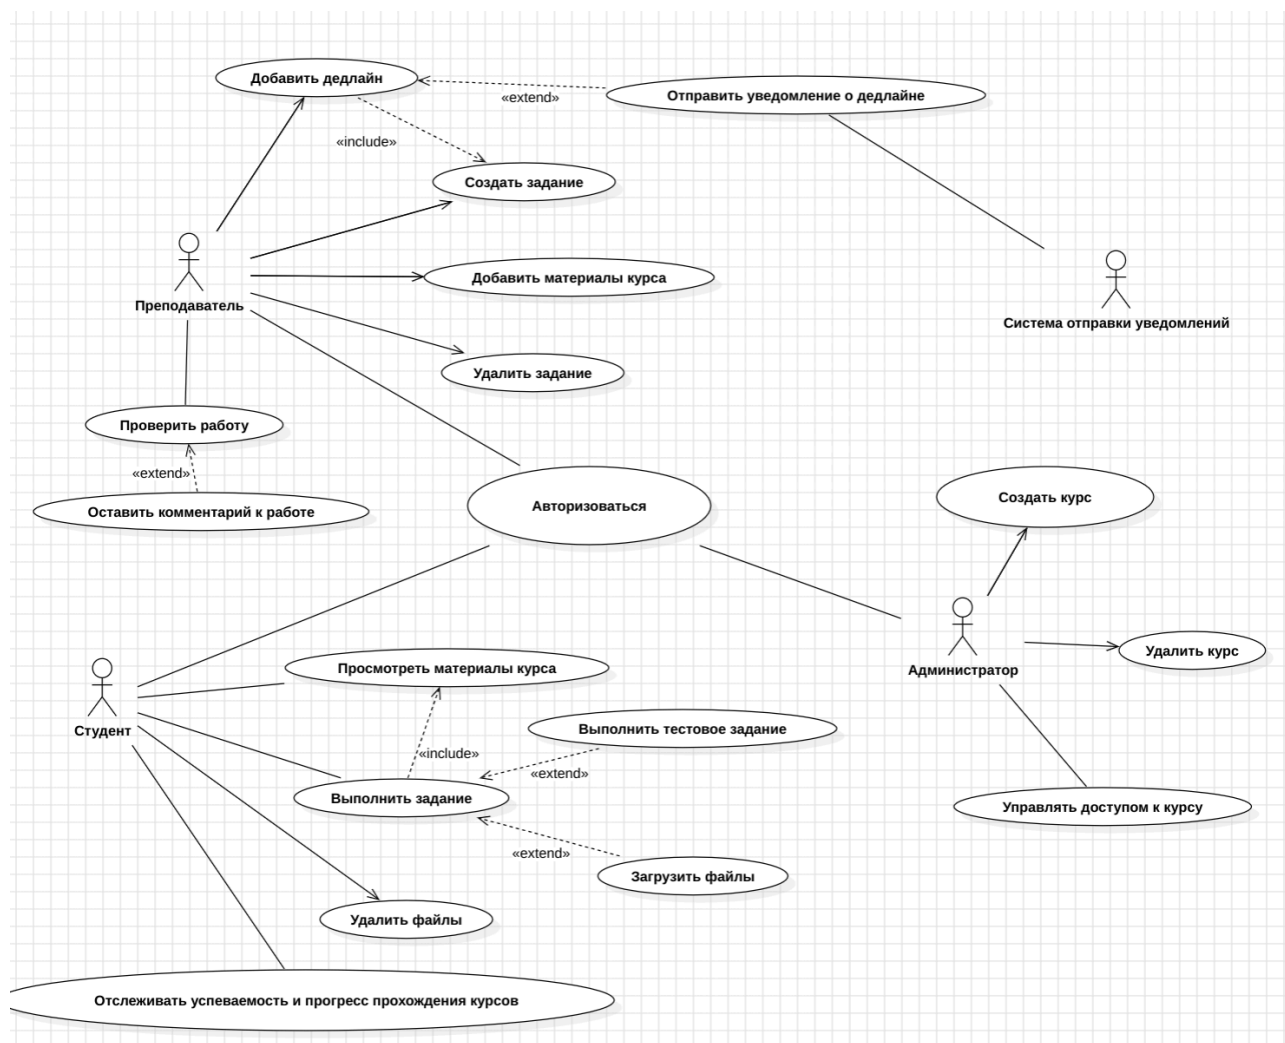 Добавить дедлайн
Отправить уведомление о дедлайне
«extend»
«include»
Создать задание
Добавить материалы курса
Преподаватель
Система отправки уведомлений
Удалить задание
Проверить работу
«extend»
Оставить комментарий к работе
Авторизоваться
Создать курс
Удалить курс
Администратор
Просмотреть материалы курса
Студент
Выполнить тестовое задание
«include»
«extend»
Выполнить задание
Управлять доступом к курсу
«extend»
Загрузить файлы
Удалить файлы
Отслеживать успеваемость и прогресс прохождения курсов